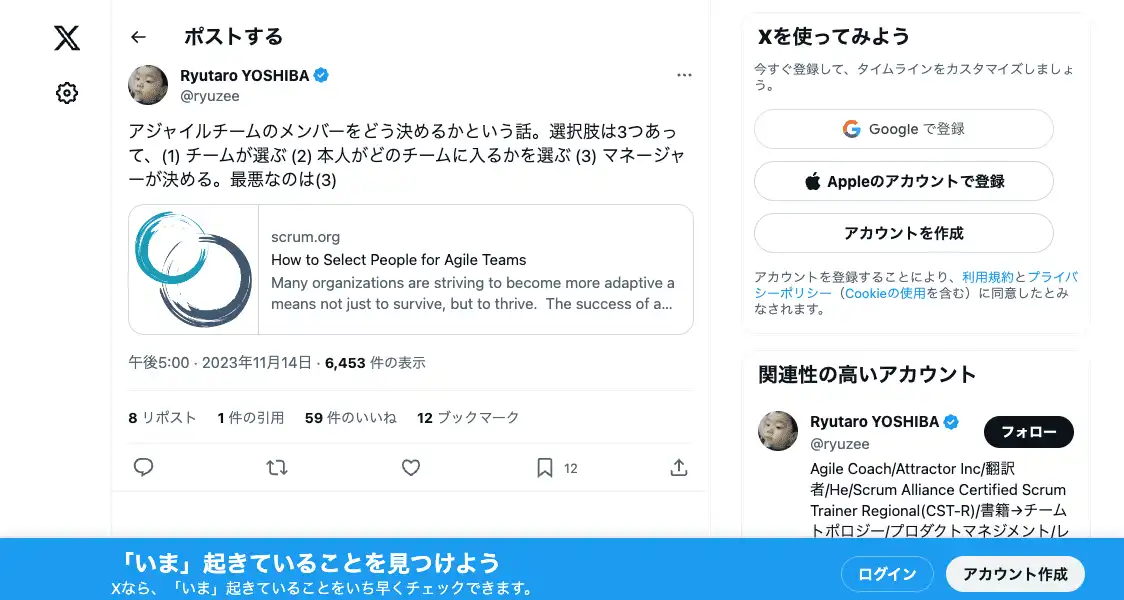 ポストする
Ryutaro YOSHIBA
@ryuzee
アジャイルチームのメンバーをどう決めるかという話。選択肢は3つあっ
て、(1) チームが選ぶ (2) 本人がどのチームに入るかを選ぶ (3) マネージャ
ーが決める。最悪なのは(3)
scrum.org
How to Select People for Agile Teams
Many organizations are striving to become more adaptive a
means not just to survive, but to thrive.  The success of a...
午後5:00 · 2023年11月14日 · 6,453 件の表示
8 リポスト 1 件の引用 59 件のいいね 12 ブックマーク
12
Xを使ってみよう
今すぐ登録して、タイムラインをカスタマイズしましょ
う。
Google で登録
Appleのアカウントで登録
アカウントを作成
アカウントを登録することにより、利用規約とプライバ
シーポリシー（Cookieの使用を含む）に同意したとみ
なされます。
関連性の高いアカウント
Ryutaro YOSHIBA
@ryuzee
フォロー
Agile Coach/Attractor Inc/翻訳
者/He/Scrum Alliance Certified Scrum
Trainer Regional(CST-R)/書籍→チーム
トポロジー/プロダクトマネジメント/レ
「いま」起きていることを見つけよう
Xなら、「いま」起きていることをいち早くチェックできます。
ログイン
アカウント作成